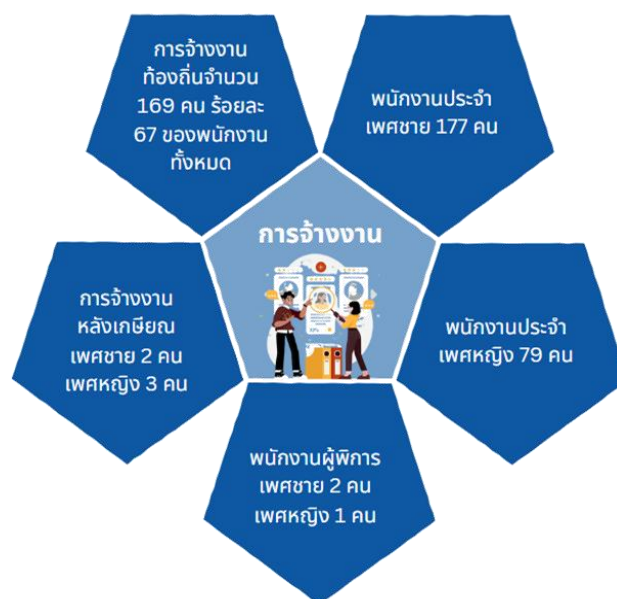 การจ้างงาน
ท้องถิ่นจำนวน
169 คน ร้อยละ
67 ของพนักงาน
ทั้งหมด
พนักงานประจำ
เพศชาย 177 คน
การจ้างงาน
การจ้างงาน
หลังเกษียณ
เพศชาย 2 คน
เพศหญิง 3 คน
พนักงานประจำ
เพศหญิง 79 คน
พนักงานผู้พิการ
เพศชาย 2 คน
เพศหญิง 1 คน